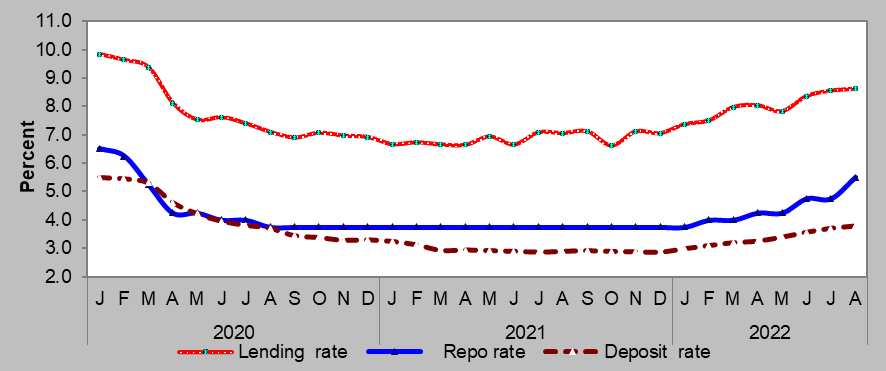 11.0
10.0
9.0
8.0
7.0
6.0
5.0
4.0
3.0
2.0
Percent
J F M A M J J A S O N D J F M A M J J A S O N D J F M A M J J A
2020 2021 2022
Lending rate Repo rate Deposit rate